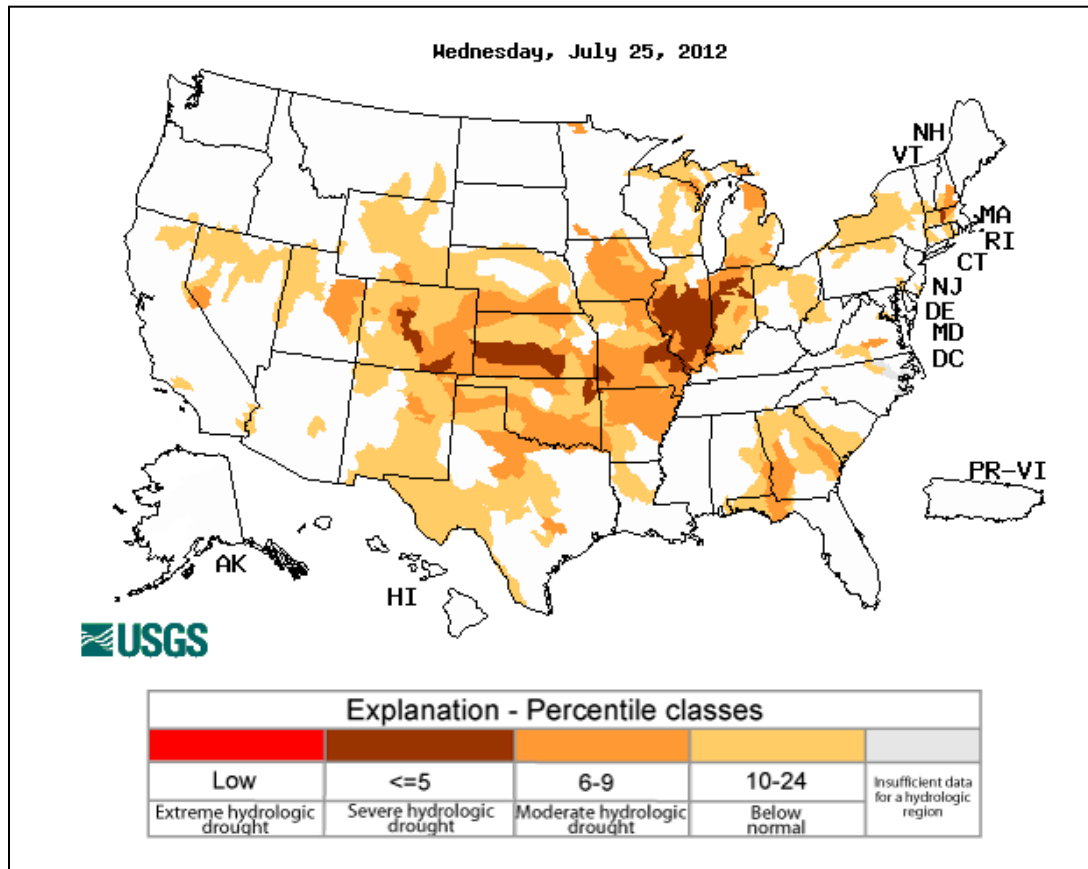 Wednesday, July 25, 2012
NH
VT
MA
RI
CT
NJ
DE
MD
DC
PR-VI
AK
HI
USGS
Explanation - Percentile classes
Low
<=5
6-9
10-24
Insufficient data
for a hydrologic
region
Extreme hydrologic
drought
Severe hydrologic
drought
Moderate hydrologic
drought
Below
normal